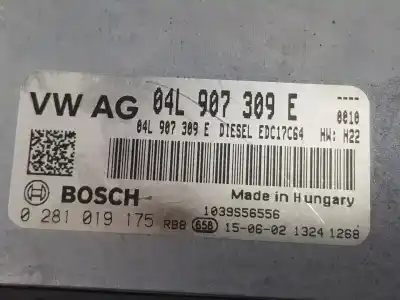 VW AG 04L 907 309 E 0010
04L 907 309 E DIESEL EDC17C64 HW: H22
BOSCH Made in Hungary
1039S56556
0 281 019 175 RB8 656 15-06-02 1324 1268